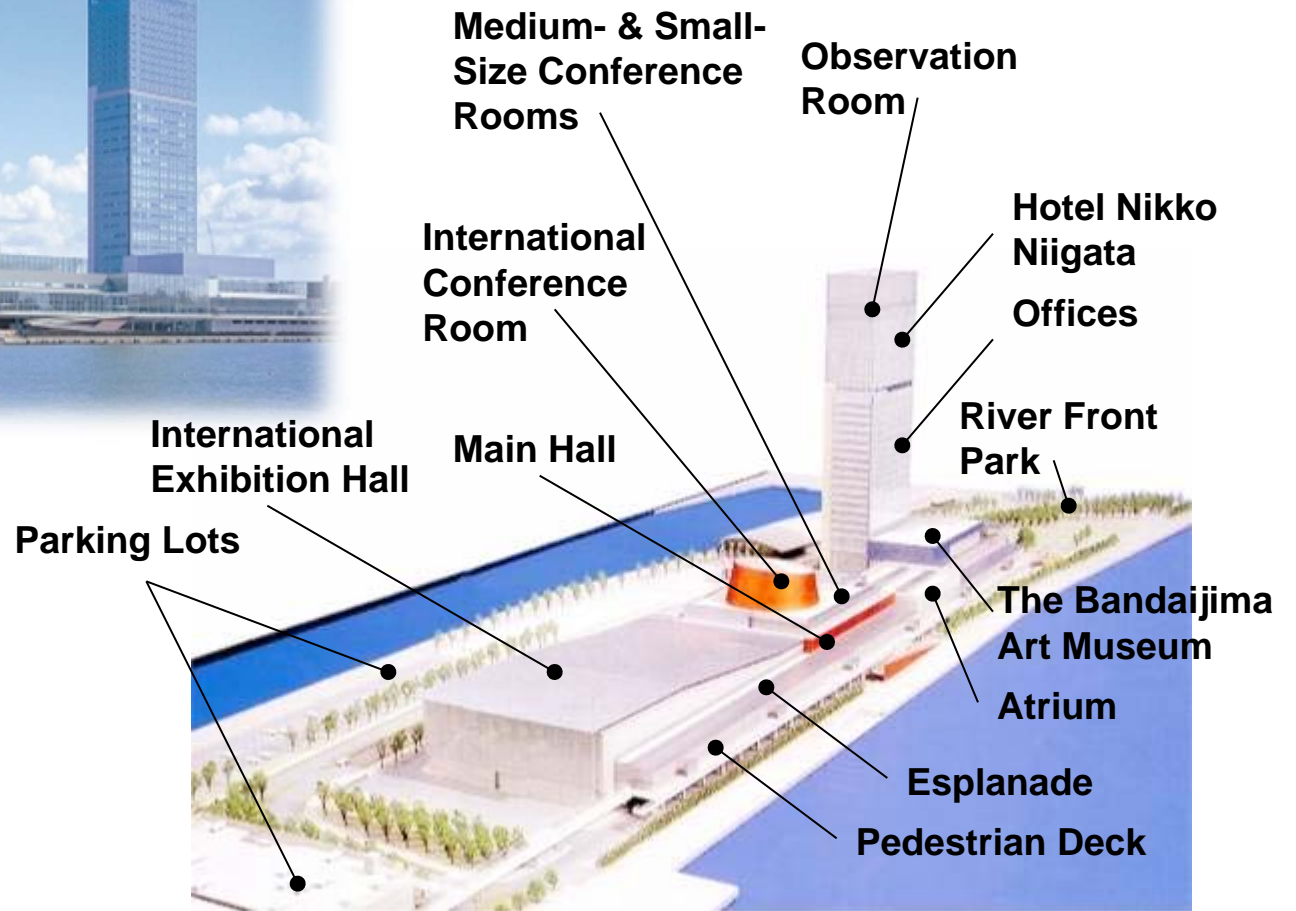 Medium- & Small-
Size Conference
Rooms
Observation
Room
Hotel Nikko
Niigata
International
Conference
Room
Offices
River Front
Park
International
Exhibition Hall
Main Hall
Parking Lots
The Bandaijima
Art Museum
Atrium
Esplanade
Pedestrian Deck